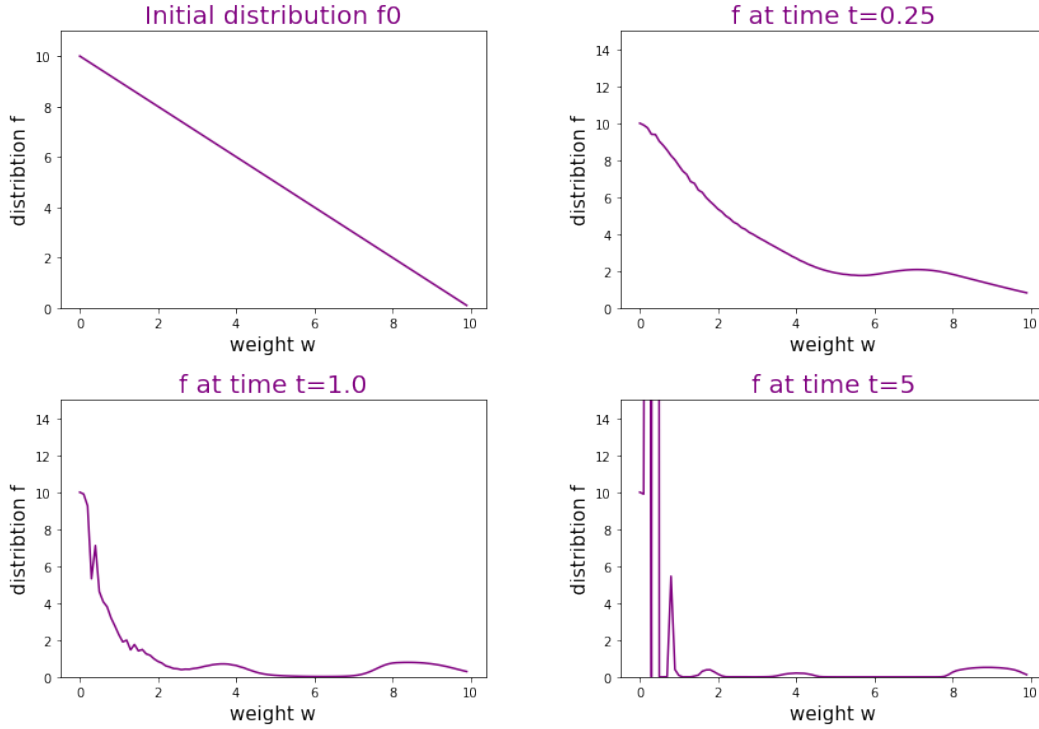 Initial distribution f0
distribtion f
10
8
6
4
2
0
0 2 4 6 8 10
weight w
f at time t=0.25
distribtion f
14
12
10
8
6
4
2
0
0 2 4 6 8 10
weight w
f at time t=1.0
distribtion f
14
12
10
8
6
4
2
0
0 2 4 6 8 10
weight w
f at time t=5
distribtion f
14
12
10
8
6
4
2
0
0 2 4 6 8 10
weight w